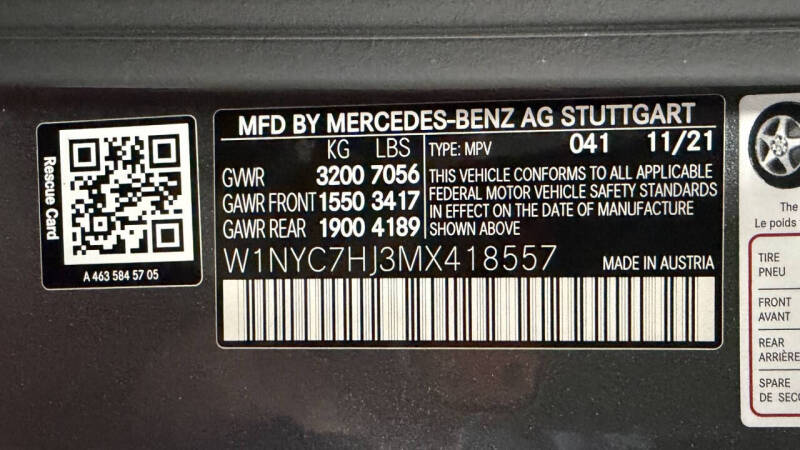 Rescue Card
A 463 584 57 05
MFD BY MERCEDES-BENZ AG STUTTGART
KG LBS
GVWR 3200 7056
GAWR FRONT 1550 3417
GAWR REAR 1900 4189
TYPE: MPV 041 11/21
THIS VEHICLE CONFORMS TO ALL APPLICABLE
FEDERAL MOTOR VEHICLE SAFETY STANDARDS
IN EFFECT ON THE DATE OF MANUFACTURE
SHOWN ABOVE
W1NYC7HJ3MX418557
MADE IN AUSTRIA
The
Le poids
TIRE
PNEU
FRONT
AVANT
REAR
ARRIÈRE
SPARE
DE